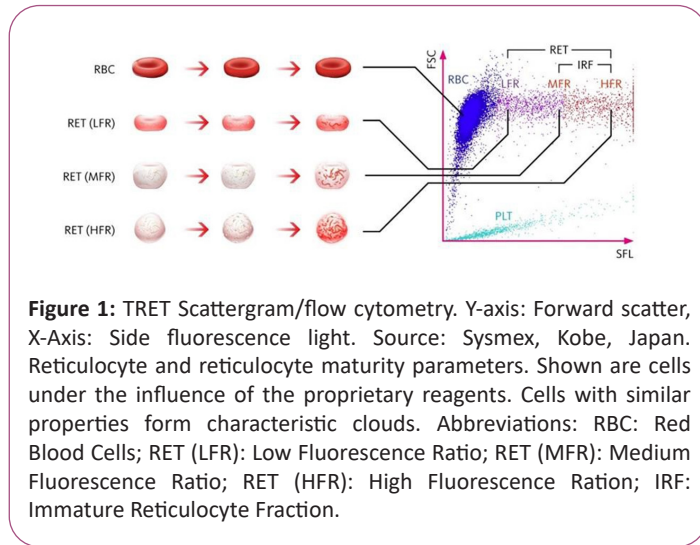 RBC
RET (LFR)
RET (MFR)
RET (HFR)
FSC
RET
IRF
RBC
LFR
MFR
HFR
PLT
SFL
Figure 1: TRET Scattergram/flow cytometry. Y-axis: Forward scatter,
X-Axis: Side fluorescence light. Source: Sysmex, Kobe, Japan.
Reticulocyte and reticulocyte maturity parameters. Shown are cells
under the influence of the proprietary reagents. Cells with similar
properties form characteristic clouds. Abbreviations: RBC: Red
Blood Cells; RET (LFR): Low Fluorescence Ratio; RET (MFR): Medium
Fluorescence Ratio; RET (HFR): High Fluorescence Ration; IRF:
Immature Reticulocyte Fraction.